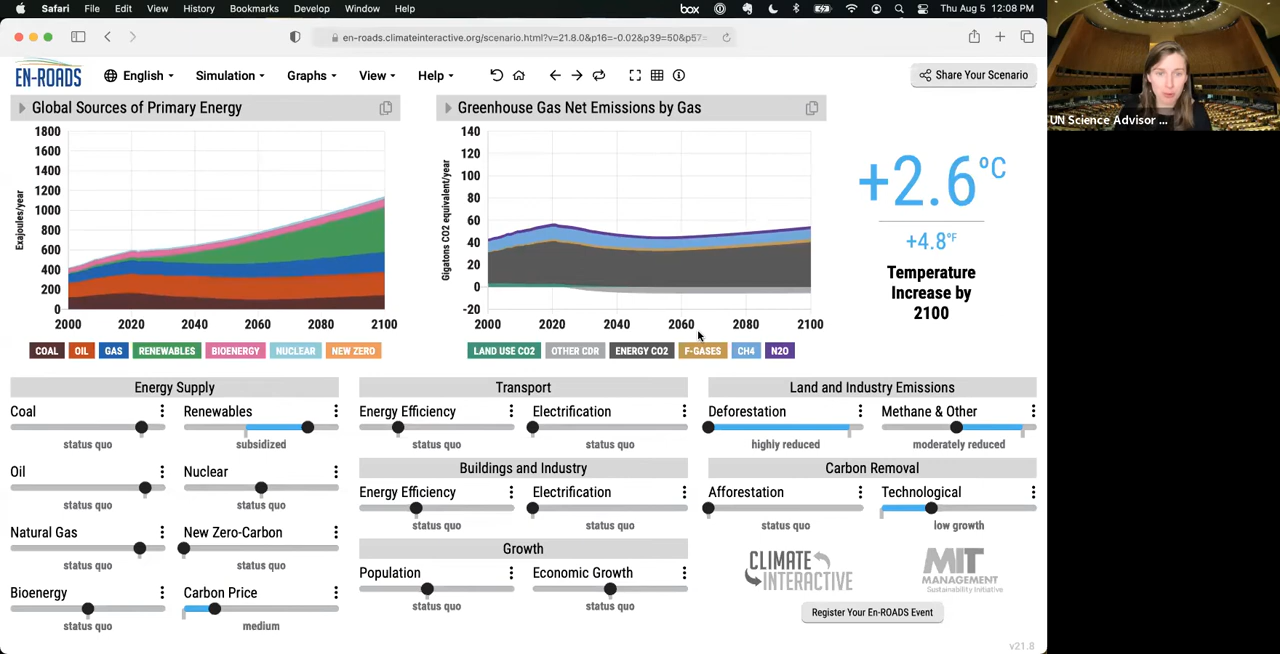 Safari File Edit View History Bookmarks Develop Window Help box Thu Aug 5 12:08 PM
en-roads.climateinteractive.org/scenario.html?v=21.8.0&p16=-0.02&p39=50&p57=
EN-ROADS English Simulation Graphs View Help Share Your Scenario
UN Science Advisor ...
Global Sources of Primary Energy
Exajoules/year
1800
1600
1400
1200
1000
800
600
400
200
0
2000 2020 2040 2060 2080 2100
COAL OIL GAS RENEWABLES BIOENERGY NUCLEAR NEW ZERO
Greenhouse Gas Net Emissions by Gas
Gigatons CO2 equivalent/year
140
120
100
80
60
40
20
0
-20
2000 2020 2040 2060 2080 2100
LAND USE CO2 OTHER CDR ENERGY CO2 F-GASES CH4 N2O
+2.6°C
+4.8°F
Temperature
Increase by
2100
Energy Supply
Coal Renewables
status quo subsidized
Oil Nuclear
status quo status quo
Natural Gas New Zero-Carbon
status quo status quo
Bioenergy Carbon Price
status quo medium
Transport
Energy Efficiency Electrification
status quo status quo
Buildings and Industry
Energy Efficiency Electrification
status quo status quo
Growth
Population Economic Growth
status quo status quo
Land and Industry Emissions
Deforestation Methane & Other
highly reduced moderately reduced
Carbon Removal
Afforestation Technological
status quo low growth
CLIMATE
INTERACTIVE
MIT
MANAGEMENT
Sustainability Initiative
Register Your En-ROADS Event
v21.8